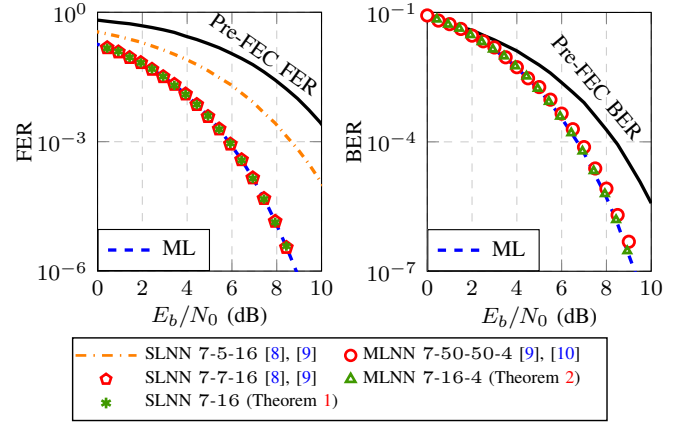 10⁰
10⁻³
10⁻⁶
FER
Pre-FEC FER
ML
0 2 4 6 8 10
E_b/N_0 (dB)
10⁻¹
10⁻⁴
10⁻⁷
BER
Pre-FEC BER
ML
0 2 4 6 8 10
E_b/N_0 (dB)
SLNN 7-5-16 [8], [9]
SLNN 7-7-16 [8], [9]
SLNN 7-16 (Theorem 1)
MLNN 7-50-50-4 [9], [10]
MLNN 7-16-4 (Theorem 2)